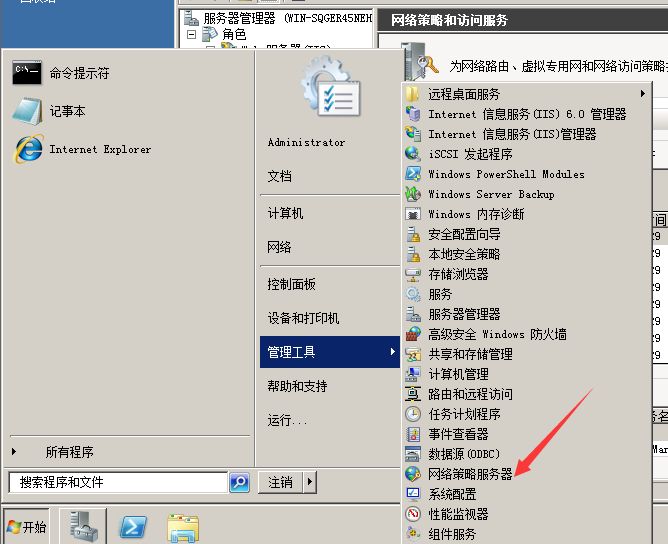 服务器管理器 (WIN-SQGER45NEH
角色
网络策略和访问服务
为网络路由、虚拟专用网和网络访问策略
命令提示符
记事本
Internet Explorer
所有程序
搜索程序和文件
Administrator
文档
计算机
网络
控制面板
设备和打印机
管理工具
帮助和支持
运行...
注销
远程桌面服务
Internet 信息服务(IIS) 6.0 管理器
Internet 信息服务(IIS)管理器
iSCSI 发起程序
Windows PowerShell Modules
Windows Server Backup
Windows 内存诊断
安全配置向导
本地安全策略
存储浏览器
服务
服务器管理器
高级安全 Windows 防火墙
共享和存储管理
计算机管理
路由和远程访问
任务计划程序
事件查看器
数据源(ODBC)
网络策略服务器
系统配置
性能监视器
组件服务
间
29
29
29
29
29
29
29
务名
Mar
开始